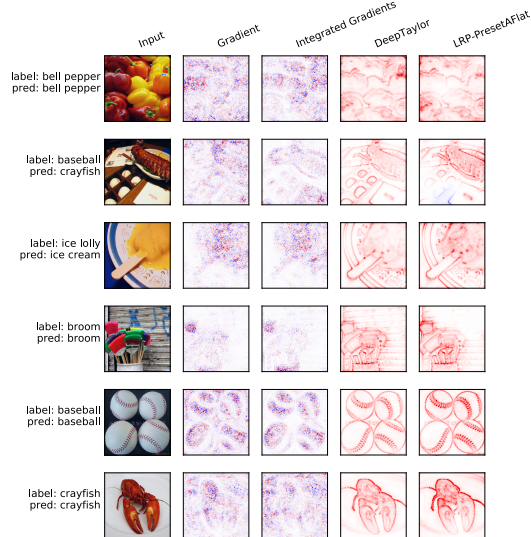 Input
Gradient
Integrated Gradients
DeepTaylor
LRP-PresetAFlat
label: bell pepper
pred: bell pepper
label: baseball
pred: crayfish
label: ice lolly
pred: ice cream
label: broom
pred: broom
label: baseball
pred: baseball
label: crayfish
pred: crayfish